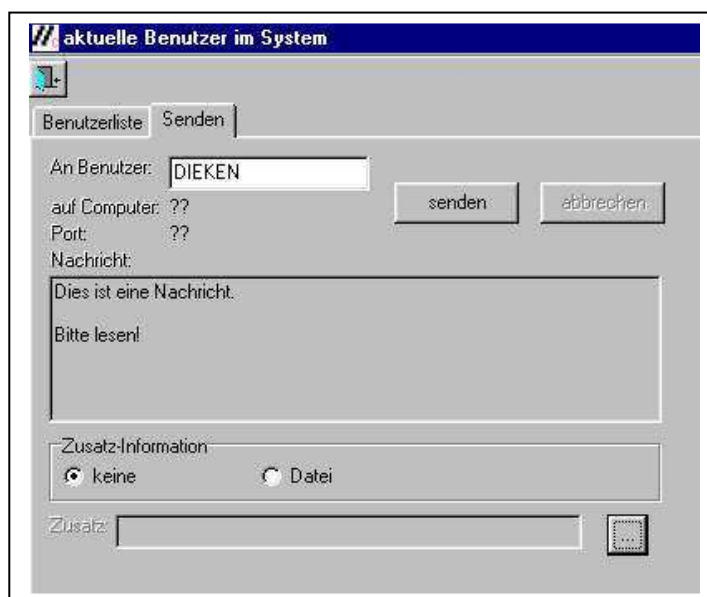 aktuelle Benutzer im System
Benutzerliste Senden
An Benutzer: DIEKEN
senden abbrechen
auf Computer: ??
Port: ??
Nachricht:
Dies ist eine Nachricht.
Bitte lesen!
Zusatz-Information
keine Datei
Zusatz: ...